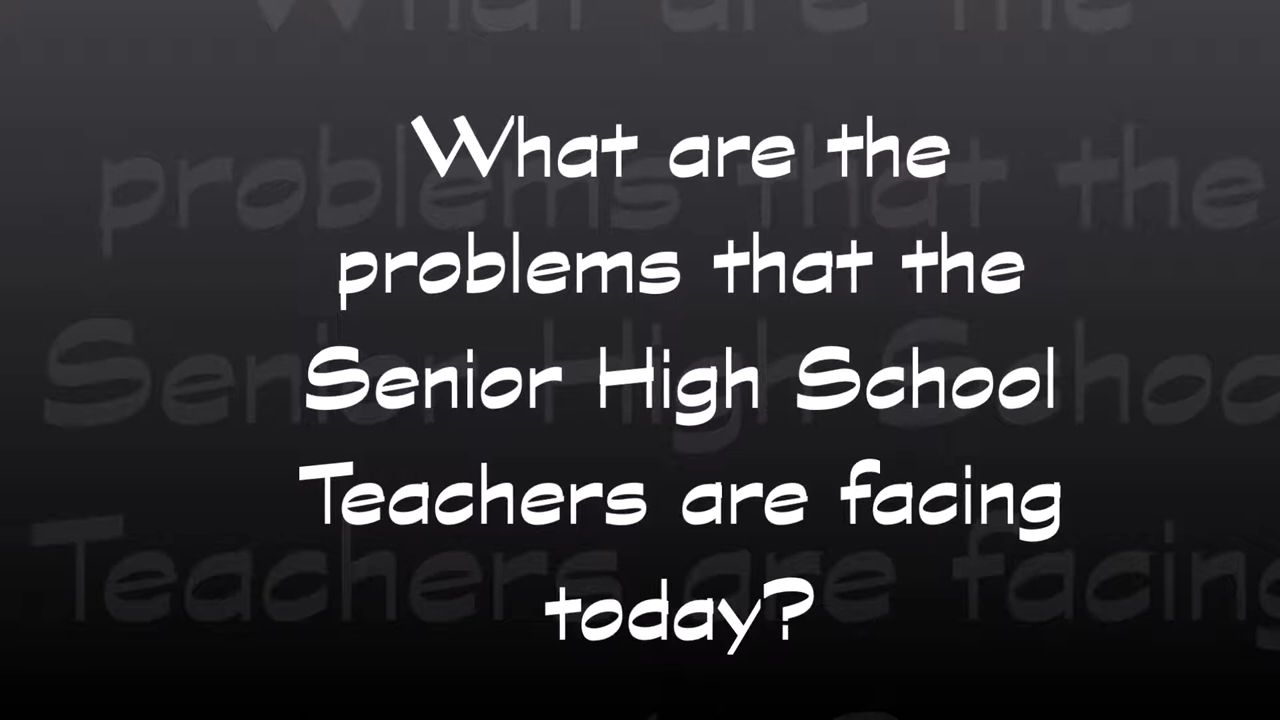 What are the
problems that the
Senior High School
Teachers are facing
today?